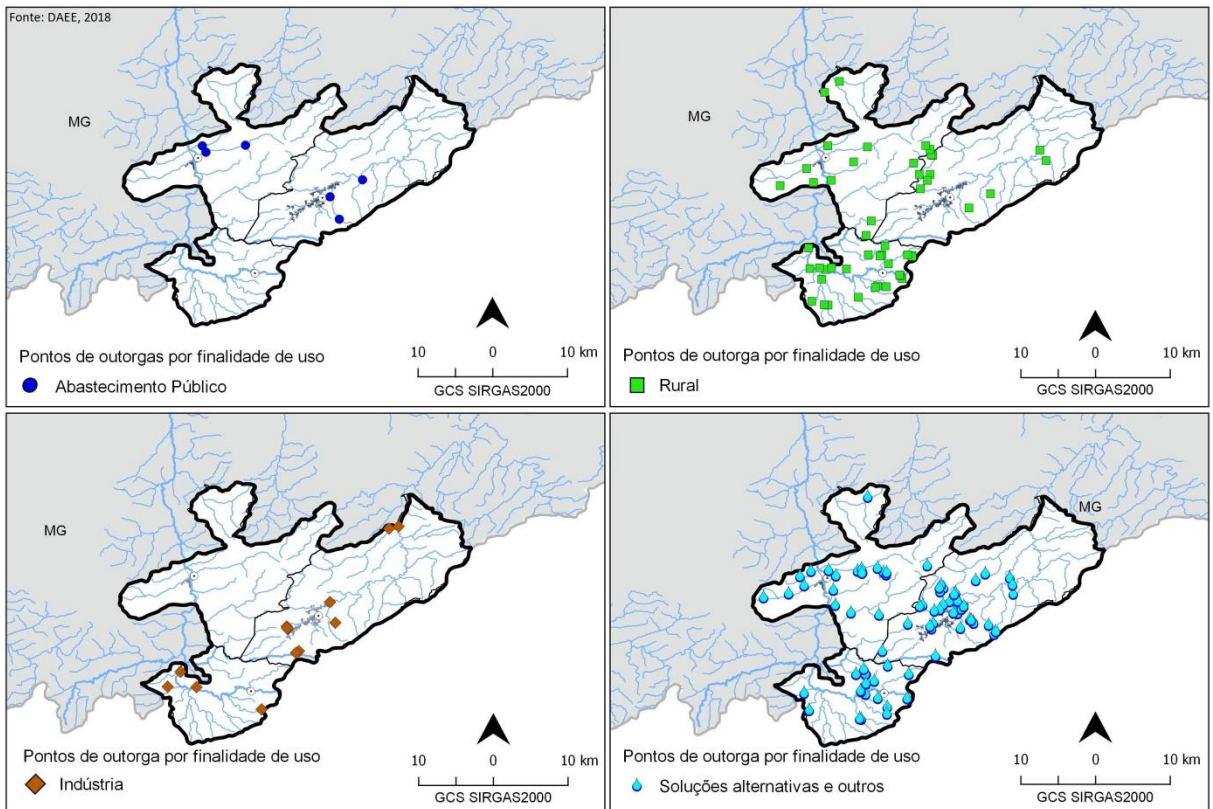 Fonte: DAEE, 2018
MG
Pontos de outorgas por finalidade de uso
Abastecimento Público
10 0 10 km
GCS SIRGAS2000
MG
Pontos de outorga por finalidade de uso
Rural
10 0 10 km
GCS SIRGAS2000
MG
Pontos de outorga por finalidade de uso
Indústria
10 0 10 km
GCS SIRGAS2000
MG
Pontos de outorga por finalidade de uso
Soluções alternativas e outros
10 0 10 km
GCS SIRGAS2000